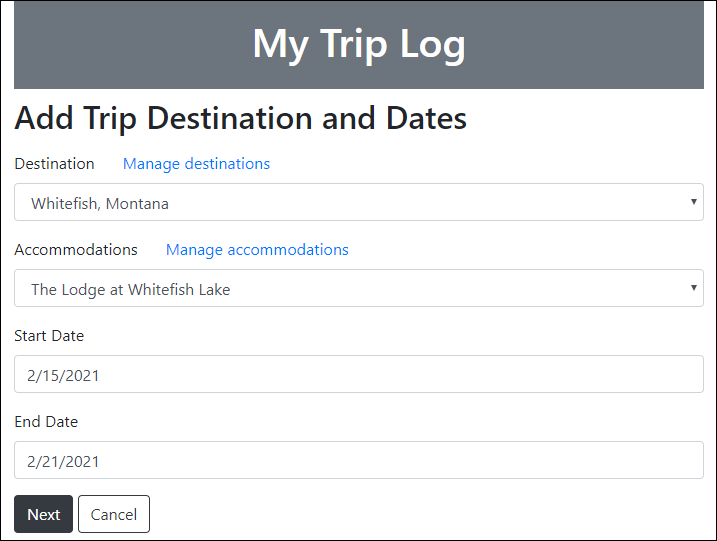 My Trip Log
Add Trip Destination and Dates
Destination Manage destinations
Whitefish, Montana
Accommodations Manage accommodations
The Lodge at Whitefish Lake
Start Date
2/15/2021
End Date
2/21/2021
Next Cancel